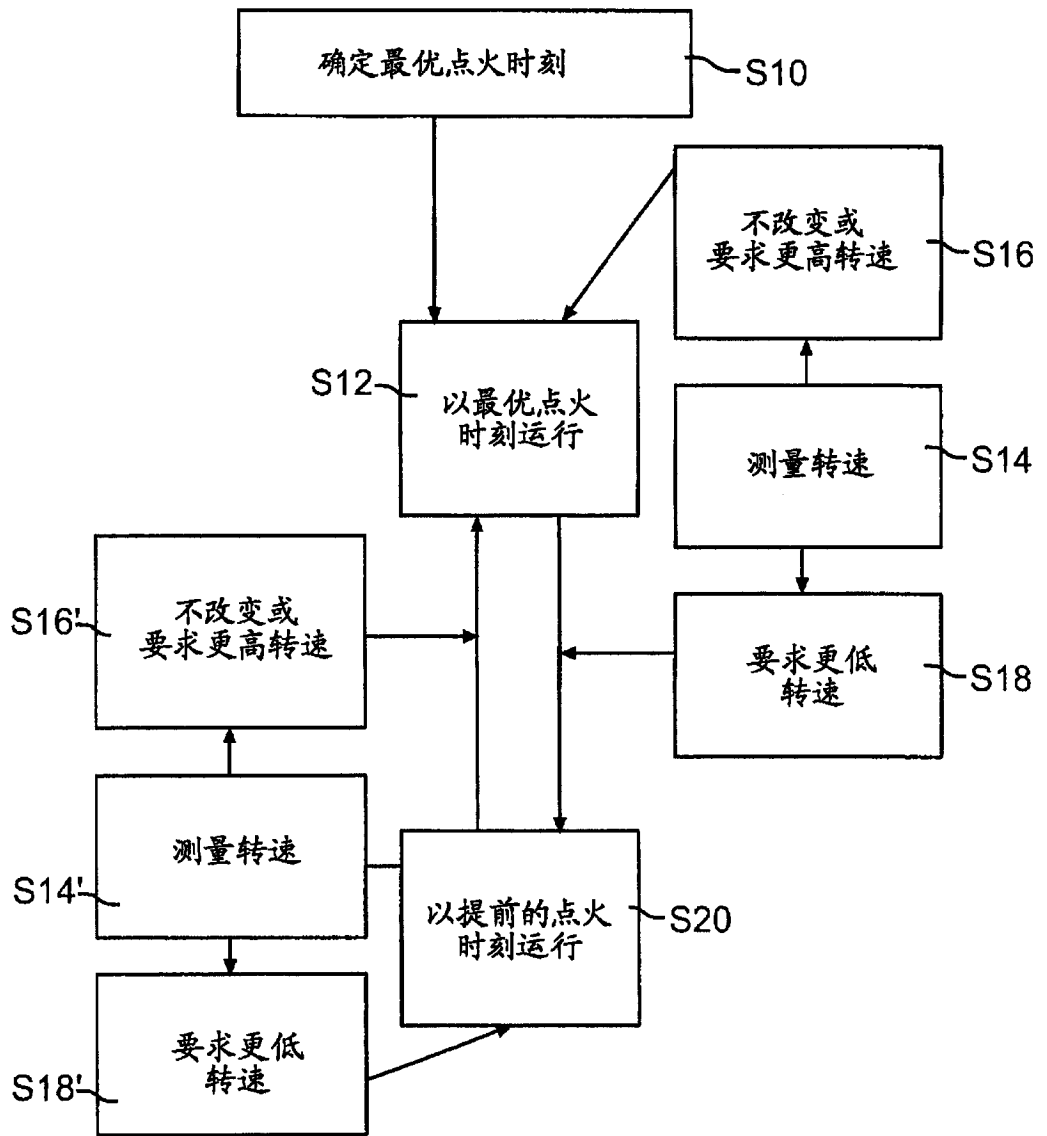 确定最优点火时刻
S10
不改变或
要求更高转速
S16
S12
以最优点火
时刻运行
测量转速
S14
S16'
不改变或
要求更高转速
要求更低
转速
S18
测量转速
S14'
以提前的点火
时刻运行
S20
要求更低
转速
S18'